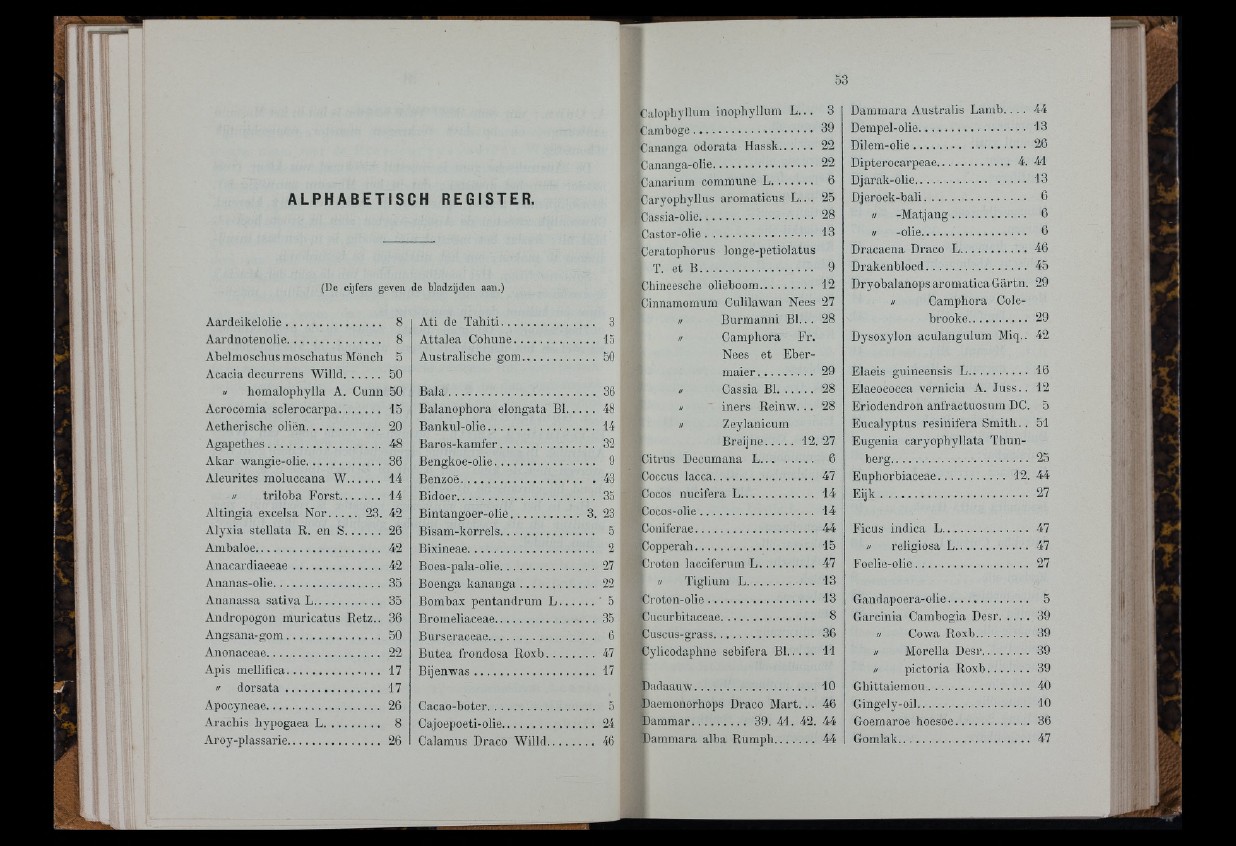 ALPHABETISCH REGISTER.
(De cijfers geven de bladzijden aan.)
Aardeikelolie ............... 8
Aardnotenolie............... 8
Abelmoschus moschatus Mönch 5
Acacia decurrens Willd. ..... 50
" homalophylla A. Cunn 50
Acrocomia sclerocarpa....... 15
Aetherische oliën............ 20
Agapethes .................. 48
Akar wangie-olie............ 36
Aleurites moluccana W...... 14
" triloba Forst....... 14
Altingia excelsa Nor..... 23. 42
Alyxia stellata R. en S...... 26
Ambaloe.................... 42
Anacardiaeeae .............. 42
Ananas-olie................. 35
Ananassa sativa L........... 35
Andropogon muricatus Retz.. 36
Angsana-gom............... 50
Anonaceae.................. 22
Apis mellifica............... 17
" dorsata ............... 17
Apocyneae.................. 26
Arachis hypogaea L......... 8
Aroy-plassarie............... 26
Ati de Tahiti............... 3
Attalea Cohune............. 15
Australische gom............ 50
Bala....................... 36
Balanophora elongata Bl..... 48
Bankul-olie....... ......... 14
Baros-kamfer............... 32
Bengkoe-olie................ 9
Benzoë.................... . 43
Bidoer...................... 35
Bintangoer-olie........... 3. 23
Bisam-korrels............... 5
Bixineae.................... 2
Boea-pala-olie............... 27
Boenga kananga ............ 22
Bombax pentandrum L...... 5
Bromeliaceae................ 35
Burseraceae................. 6
Butea frondosa Roxb........ 47
Bijenwas ................... 17
Cacao-boter................. 5
Cajoepoeti-olie............... 24
Calamus Draco Willd........ 46
53
Calophyllum inophyllum L... 3
Camboge ................... 39
Cananga odorata Hassk...... 22
Cananga-olie................ 22
Canarium commune L....... 6
Caryophyllus aromaticus L... 25
Cassia-olie.................. 28
Castor-olie ................. 13
Ceratophorus longe-petiolatus
T. et B.................. 9
Chineesche olieboom......... 12
Cinnamomum Culilawan Nees 27
" Burmanni Bl... 28
" Camphora Fr.
Nees et Eber-
maier......... 29
" Cassia Bl...... 28
" iners Reinw... 28
" Zeylanicum
Breijne..... 12. 27
Citrus Decumana L... ..... 6
Coccus lacca................ 47
Cocos nucifera L............ 14
Cocos-olie .................. 14
Coniferae................... 44
Copperah................... 15
Croton lacciferum L......... 47
" Tiglium L........... 13
Croton-olie ................. 13
Cucurbitaceae............... 8
Cuscus-grass................ 36
Cylicodaphne sebifera Bl..... 11
Dadaauw................... 10
Daemonorhops Draco Mart... 46
Dammar......... 39. 41. 42. 44
Dammara alba Rumph....... 44
Dammara Australis Lamb.... 44
Dempel-olie................. 13
Dilem-olie ........ ......... 26
Dipterocarpeae............ 4. 41
Djarak-olie............ ..... 13
Djerock-bali................. 6
" -Matjang ............ 6
" -olie................. 6
Dracaena Draco L........... 46
Drakenbloed................ 45
Dryobalanops aromatica Gärtn. 29
" Camphora Cole-
brooke.......... 29
Dysoxylon aculangulum Miq.. 42
Elaeis guineensis L.......... 16
Elaeococca vernicia A. Juss.. 12
Eriodendron anfractuosum DC. 5
Eucalyptus resinifera Smith.. 51
Eugenia caryophyllata Thun-
berg...................... 25
Euphorbiaceae........... 12. 44
Eijk ........................ 27
Ficus indica L.............. 47
" religiosa L............ 47
Foelie-olie .................. 27
Gandapoera-olie............. 5
Garcinia Cambogia Desr..... 39
" Cowa Roxb......... 39
" Morella Desr........ 39
" pictoria Roxb....... 39
Ghittaiemou................. 40
Gingely-oil.................. 10
Goemaroe hoesoe............ 36
Gomlak..................... 47